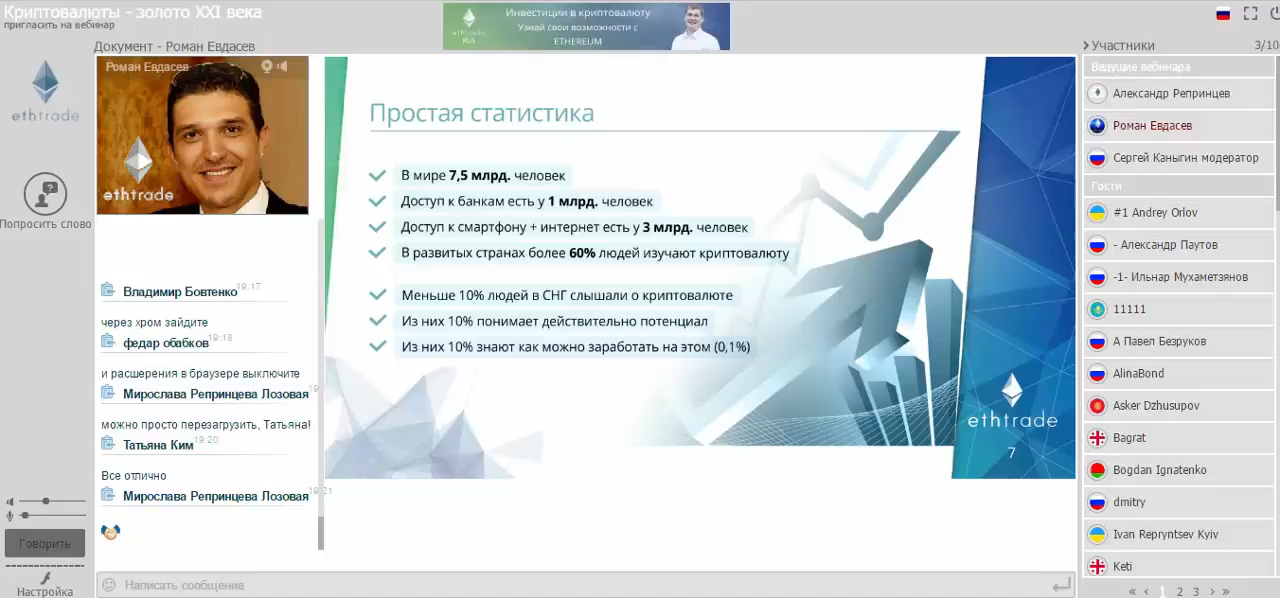 Криптовалюты - золото XXI века
пригласить на вебинар
ethtrade
Инвестиции в криптовалюту
Узнай свои возможности с
ETHEREUM
Документ - Роман Евдасев
Роман Евдасев
ethtrade
Попросить слово
Владимир Бовтенко 19:17
через хром зайдите
федар обабков 19:18
и расшерения в браузере выключите
Мирослава Репринцева Лозовая
можно просто перезагрузить, Татьяна!
Татьяна Ким 19:20
Все отлично
Мирослава Репринцева Лозовая 19:21
Говорить
Настройка
Написать сообщение
Простая статистика
В мире 7,5 млрд. человек
Доступ к банкам есть у 1 млрд. человек
Доступ к смартфону + интернет есть у 3 млрд. человек
В развитых странах более 60% людей изучают криптовалюту
Меньше 10% людей в СНГ слышали о криптовалюте
Из них 10% понимает действительно потенциал
Из них 10% знают как можно заработать на этом (0,1%)
ethtrade
7
Участники 3/10
Ведущие вебинара
Александр Репринцев
Роман Евдасев
Сергей Каныгин модератор
Гости
#1 Andrey Orlov
- Александр Паутов
-1- Ильнар Мухаметзянов
11111
А Павел Безруков
AlinaBond
Asker Dzhusupov
Bagrat
Bogdan Ignatenko
dmitry
Ivan Repryntsev Kyiv
Keti
« ‹ 1 2 3 › »